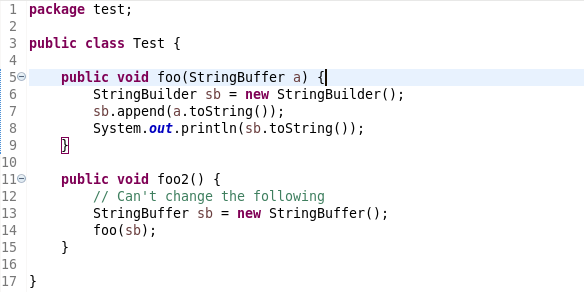 1 package test;
2
3 public class Test {
4
5 public void foo(StringBuffer a) {
6 StringBuilder sb = new StringBuilder();
7 sb.append(a.toString());
8 System.out.println(sb.toString());
9 }
10
11 public void foo2() {
12 // Can't change the following
13 StringBuffer sb = new StringBuffer();
14 foo(sb);
15 }
16
17 }